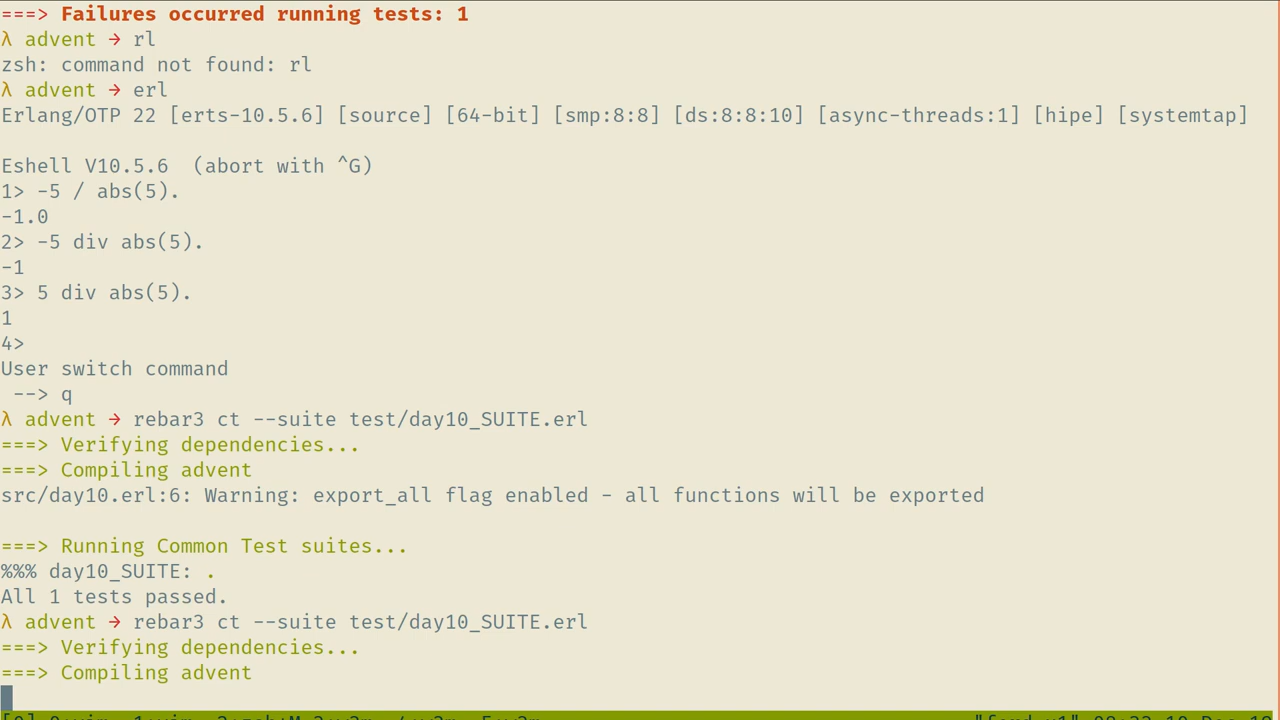 ===> Failures occurred running tests: 1
λ advent → rl
zsh: command not found: rl
λ advent → erl
Erlang/OTP 22 [erts-10.5.6] [source] [64-bit] [smp:8:8] [ds:8:8:10] [async-threads:1] [hipe] [systemtap]
Eshell V10.5.6  (abort with ^G)
1> -5 / abs(5).
-1.0
2> -5 div abs(5).
-1
3> 5 div abs(5).
1
4>
User switch command
 --> q
λ advent → rebar3 ct --suite test/day10_SUITE.erl
===> Verifying dependencies...
===> Compiling advent
src/day10.erl:6: Warning: export_all flag enabled - all functions will be exported
===> Running Common Test suites...
%%% day10_SUITE: .
All 1 tests passed.
λ advent → rebar3 ct --suite test/day10_SUITE.erl
===> Verifying dependencies...
===> Compiling advent